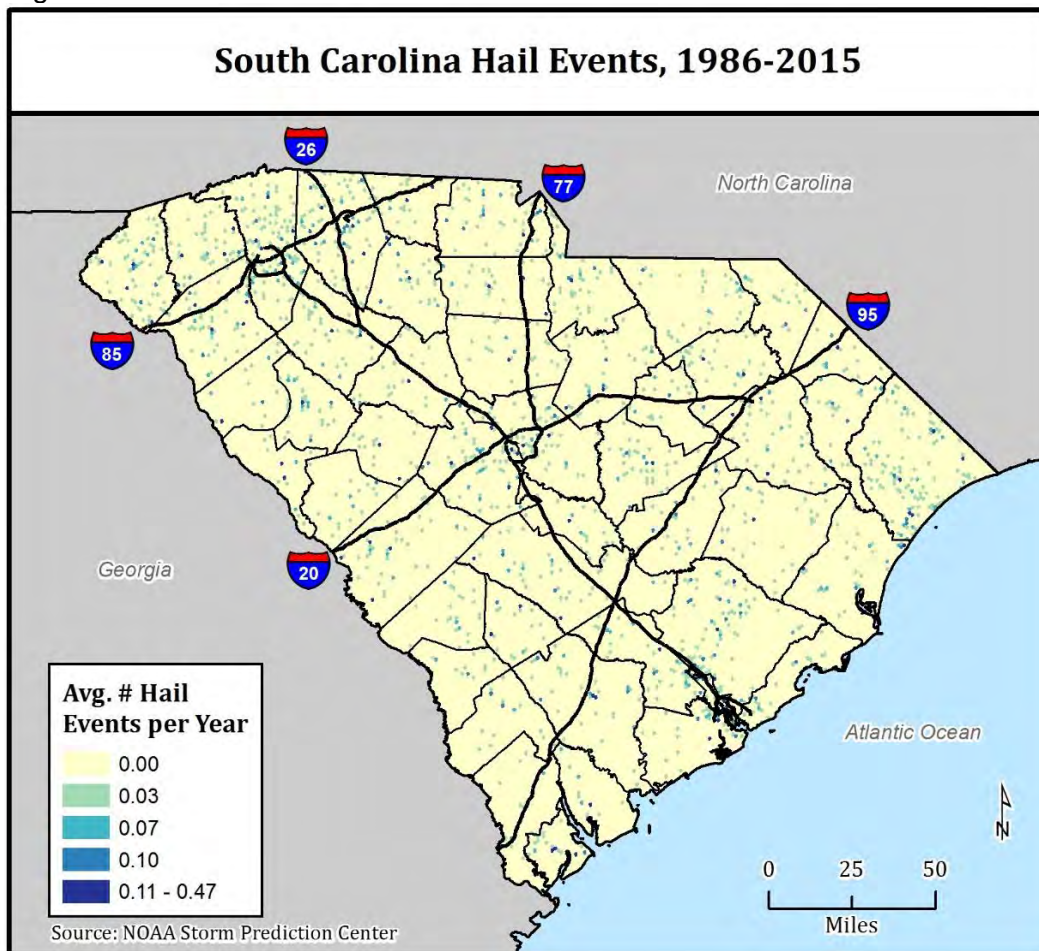 South Carolina Hail Events, 1986-2015
26
77
North Carolina
95
85
20
Georgia
Atlantic Ocean
Avg. # Hail
Events per Year
0.00
0.03
0.07
0.10
0.11 - 0.47
N
0 25 50
Miles
Source: NOAA Storm Prediction Center